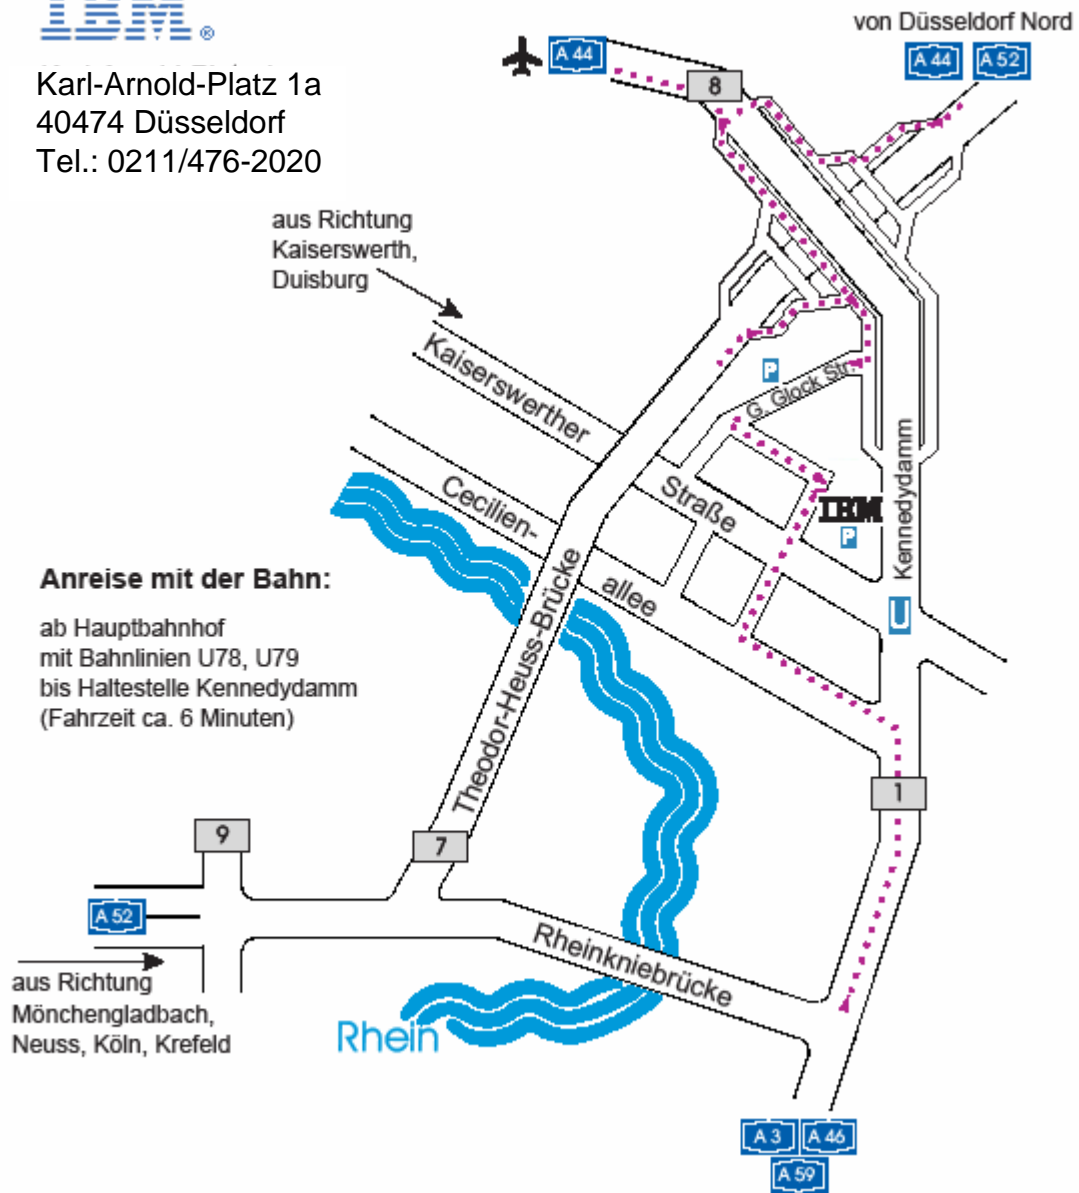 IBM®
Karl-Arnold-Platz 1a
40474 Düsseldorf
Tel.: 0211/476-2020
von Düsseldorf Nord
A 44
A 44
A 52
8
aus Richtung
Kaiserswerth,
Duisburg
Kaiserswerther
Straße
P
G. Glock Str.
Cecilien-
allee
IBM
P
Kennedydamm
U
Anreise mit der Bahn:
ab Hauptbahnhof
mit Bahnlinien U78, U79
bis Haltestelle Kennedydamm
(Fahrzeit ca. 6 Minuten)
Theodor-Heuss-Brücke
1
9
7
A 52
Rheinkniebrücke
aus Richtung
Mönchengladbach,
Neuss, Köln, Krefeld
Rhein
A 3
A 46
A 59